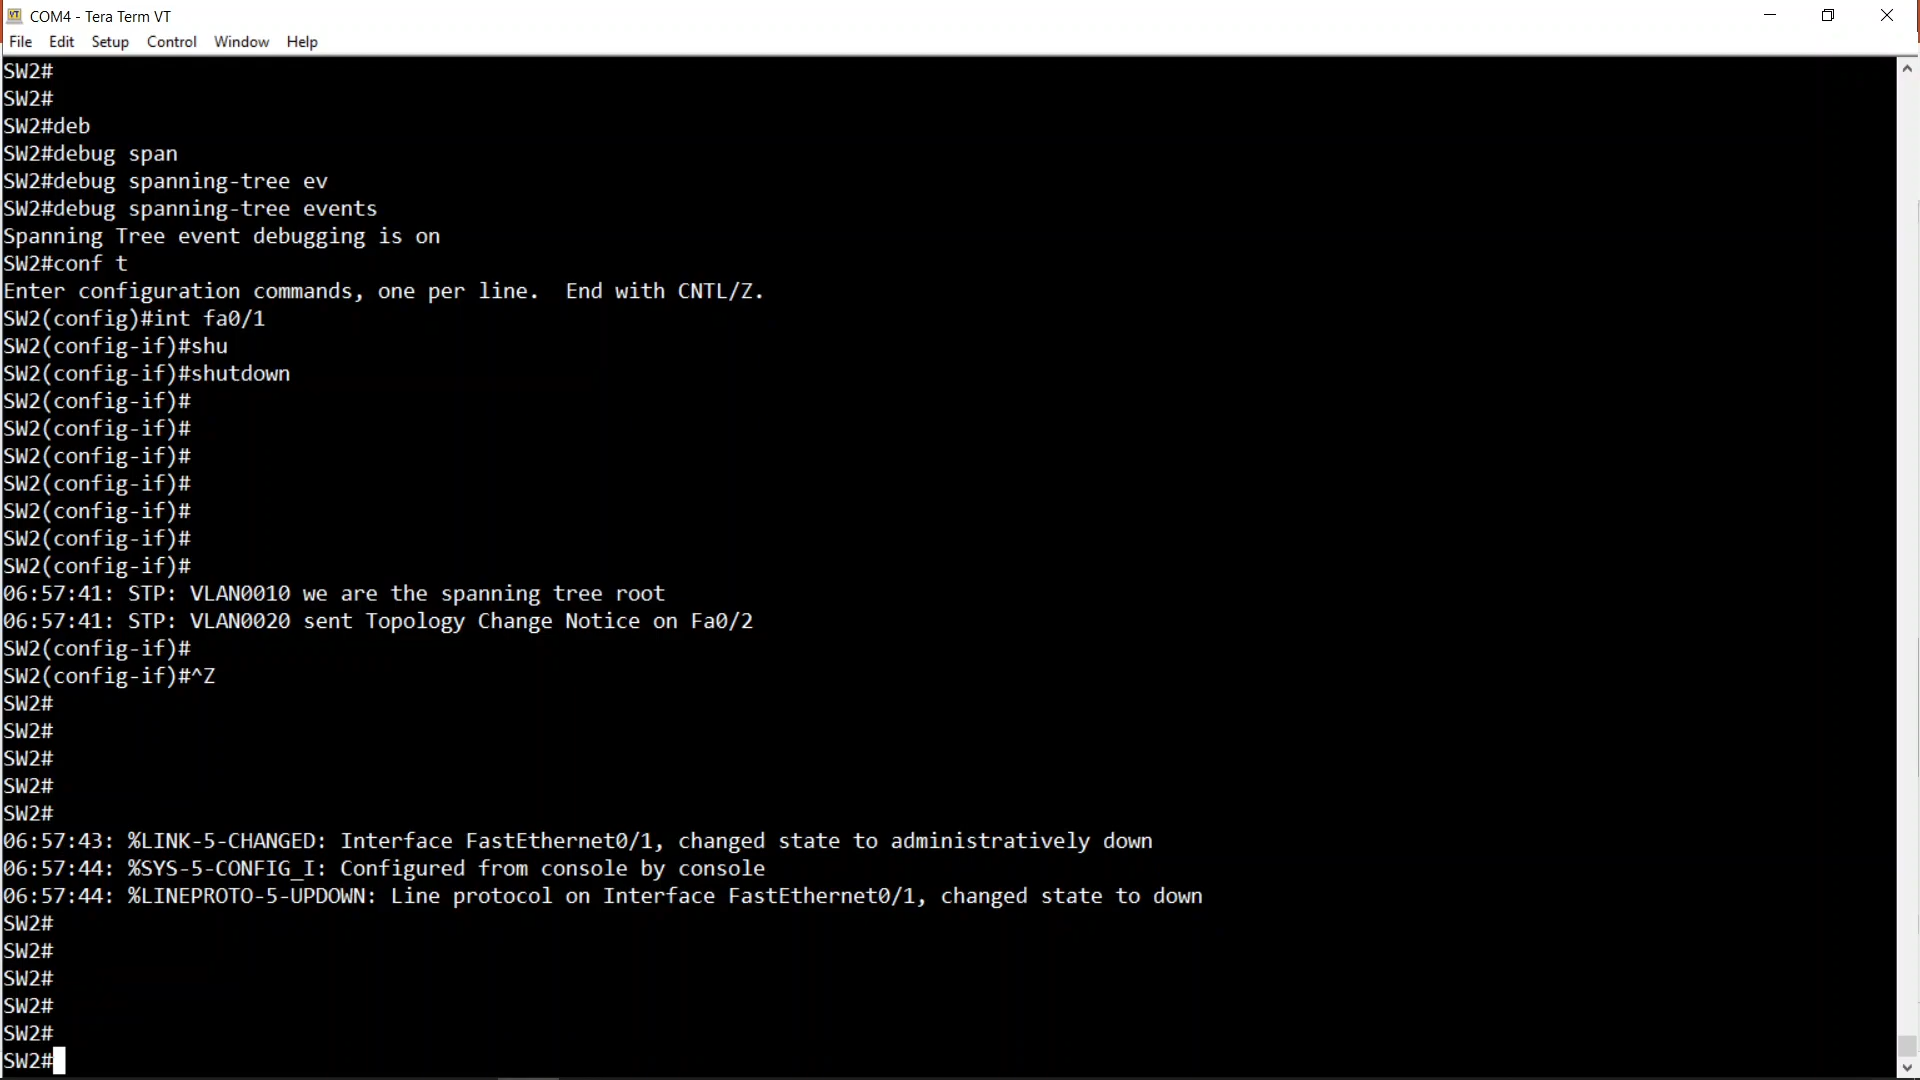 COM4 - Tera Term VT
File Edit Setup Control Window Help
SW2#
SW2#
SW2#deb
SW2#debug span
SW2#debug spanning-tree ev
SW2#debug spanning-tree events
Spanning Tree event debugging is on
SW2#conf t
Enter configuration commands, one per line.  End with CNTL/Z.
SW2(config)#int fa0/1
SW2(config-if)#shu
SW2(config-if)#shutdown
SW2(config-if)#
SW2(config-if)#
SW2(config-if)#
SW2(config-if)#
SW2(config-if)#
SW2(config-if)#
SW2(config-if)#
06:57:41: STP: VLAN0010 we are the spanning tree root
06:57:41: STP: VLAN0020 sent Topology Change Notice on Fa0/2
SW2(config-if)#
SW2(config-if)#^Z
SW2#
SW2#
SW2#
SW2#
SW2#
06:57:43: %LINK-5-CHANGED: Interface FastEthernet0/1, changed state to administratively down
06:57:44: %SYS-5-CONFIG_I: Configured from console by console
06:57:44: %LINEPROTO-5-UPDOWN: Line protocol on Interface FastEthernet0/1, changed state to down
SW2#
SW2#
SW2#
SW2#
SW2#
SW2#